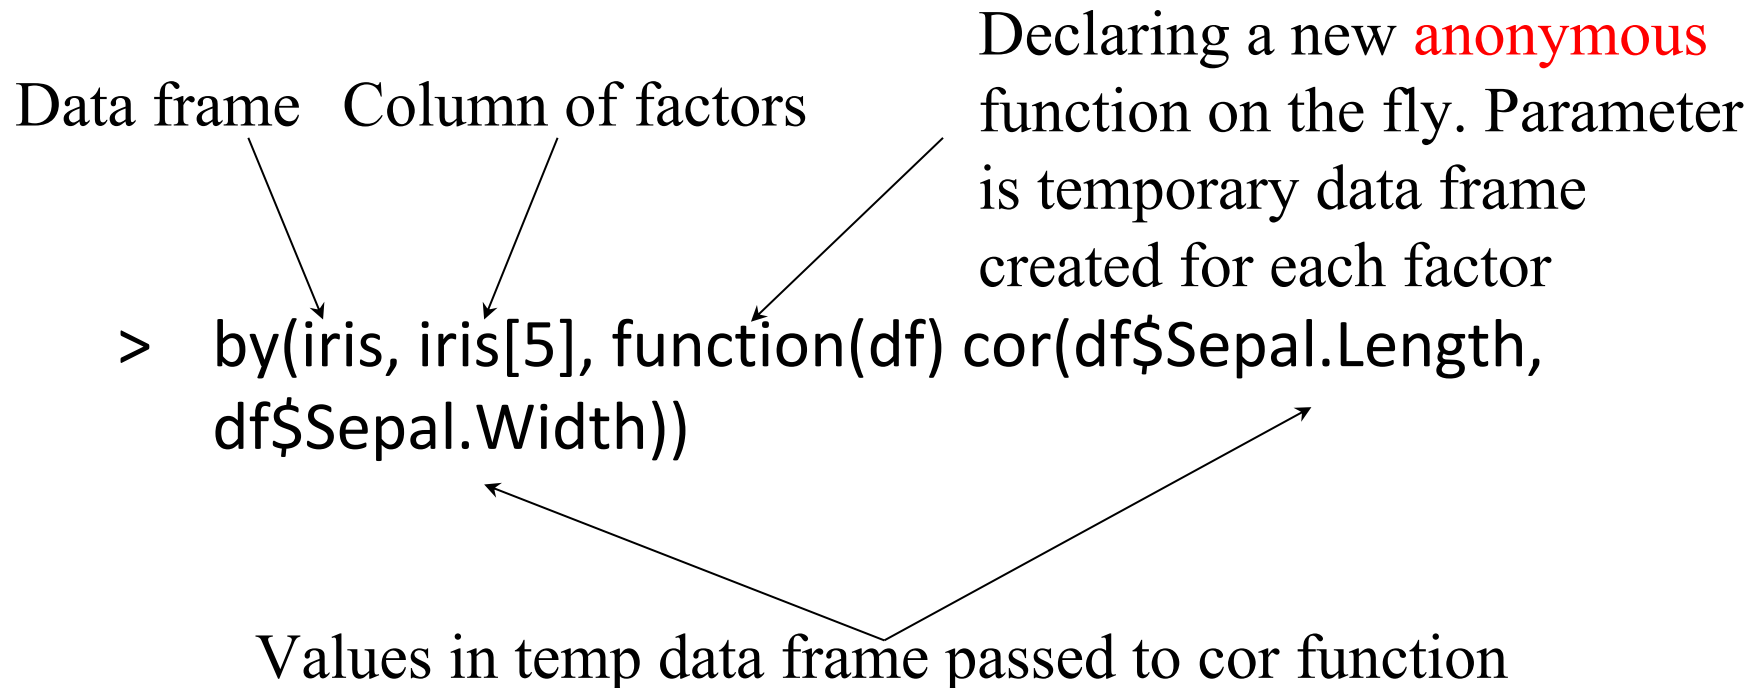 Declaring a new anonymous
function on the fly. Parameter
is temporary data frame
created for each factor
Data frame
Column of factors
> by(iris, iris[5], function(df) cor(df$Sepal.Length,
df$Sepal.Width))
Values in temp data frame passed to cor function